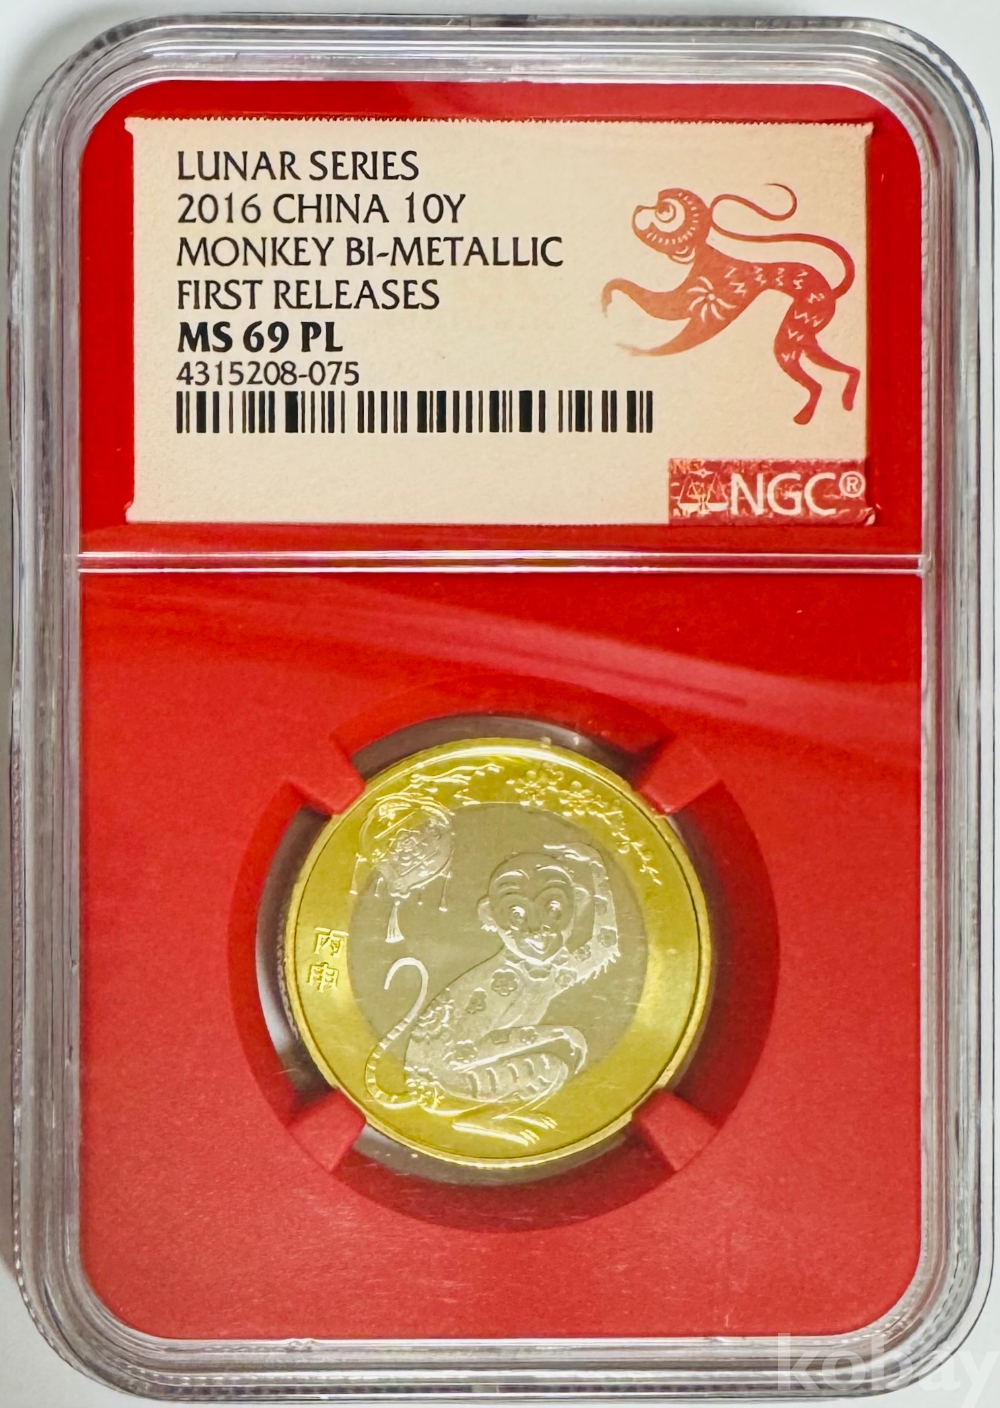 LUNAR SERIES
2016 CHINA 10Y
MONKEY BI-METALLIC
FIRST RELEASES
MS 69 PL
4315208-075
NGC®
丙申
kobay